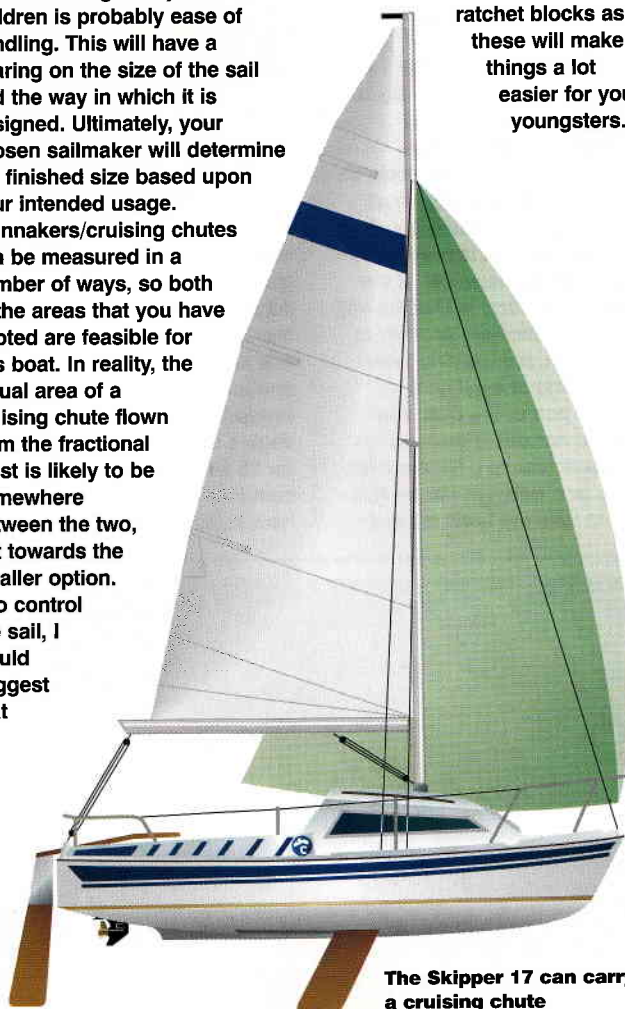 ldren is probably ease of
ndling. This will have a
aring on the size of the sail
d the way in which it is
signed. Ultimately, your
osen sailmaker will determine
finished size based upon
ur intended usage.
innakers/cruising chutes
n be measured in a
mber of ways, so both
the areas that you have
oted are feasible for
s boat. In reality, the
ual area of a
ising chute flown
m the fractional
st is likely to be
mewhere
tween the two,
t towards the
aller option.
o control
sail, I
uld
ggest
t
ratchet blocks as
these will make
things a lot
easier for you
youngsters.
The Skipper 17 can carry
a cruising chute